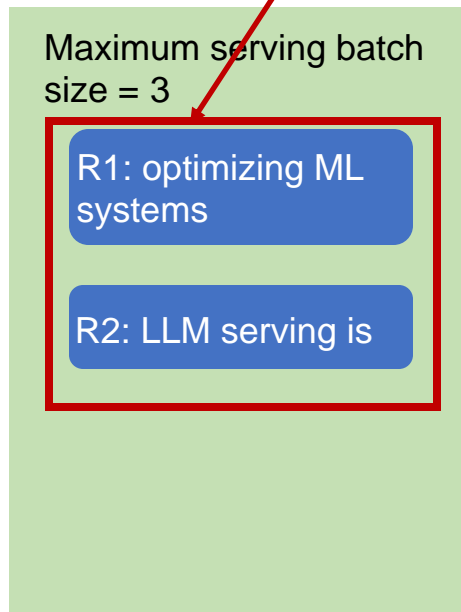 Maximum serving batch
size = 3
R1: optimizing ML
systems
R2: LLM serving is